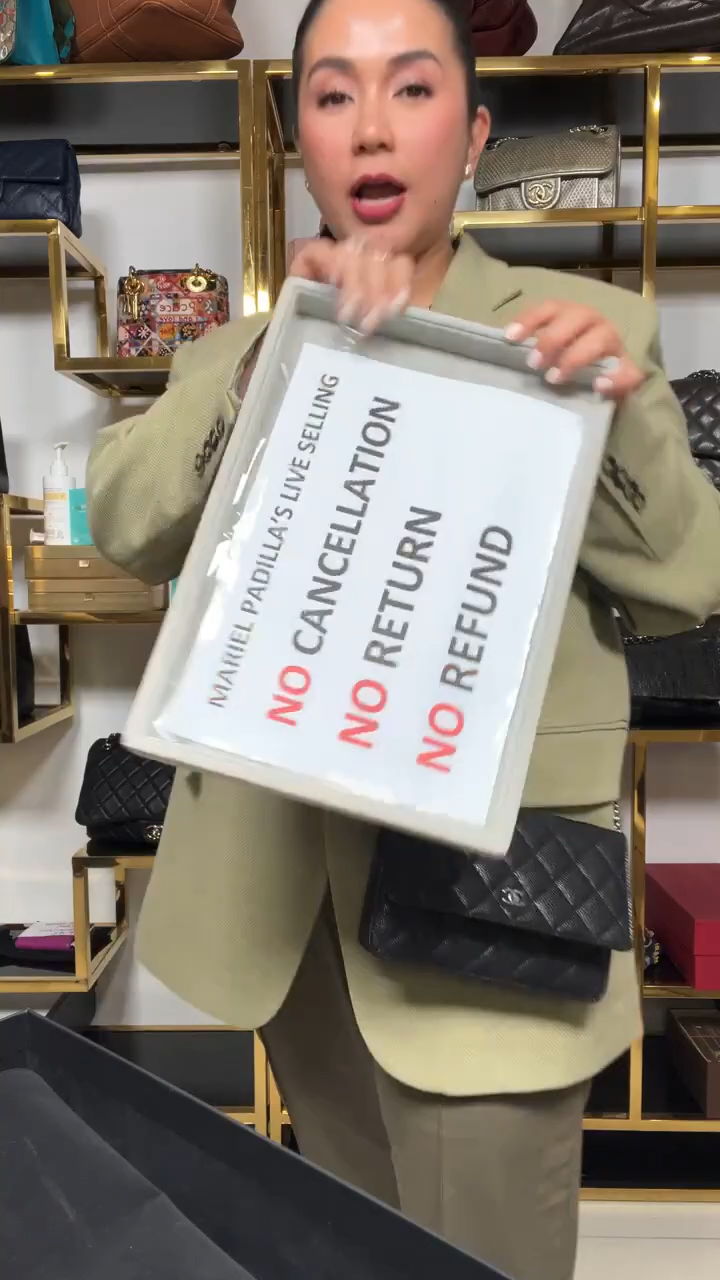 MARIEL PADILLA'S LIVE SELLING
NO CANCELLATION
NO RETURN
NO REFUND